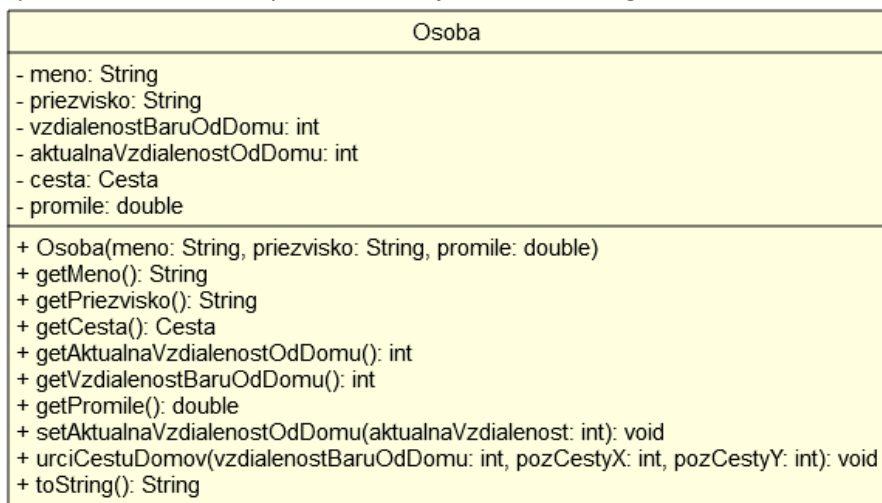 Osoba
- meno: String
- priezvisko: String
- vzdialenostBaruOdDomu: int
- aktualnaVzdialenostOdDomu: int
- cesta: Cesta
- promile: double
+ Osoba(meno: String, priezvisko: String, promile: double)
+ getMeno(): String
+ getPriezvisko(): String
+ getCesta(): Cesta
+ getAktualnaVzdialenostOdDomu(): int
+ getVzdialenostBaruOdDomu(): int
+ getPromile(): double
+ setAktualnaVzdialenostOdDomu(aktualnaVzdialenost: int): void
+ urciCestuDomov(vzdialenostBaruOdDomu: int, pozCestyX: int, pozCestyY: int): void
+ toString(): String